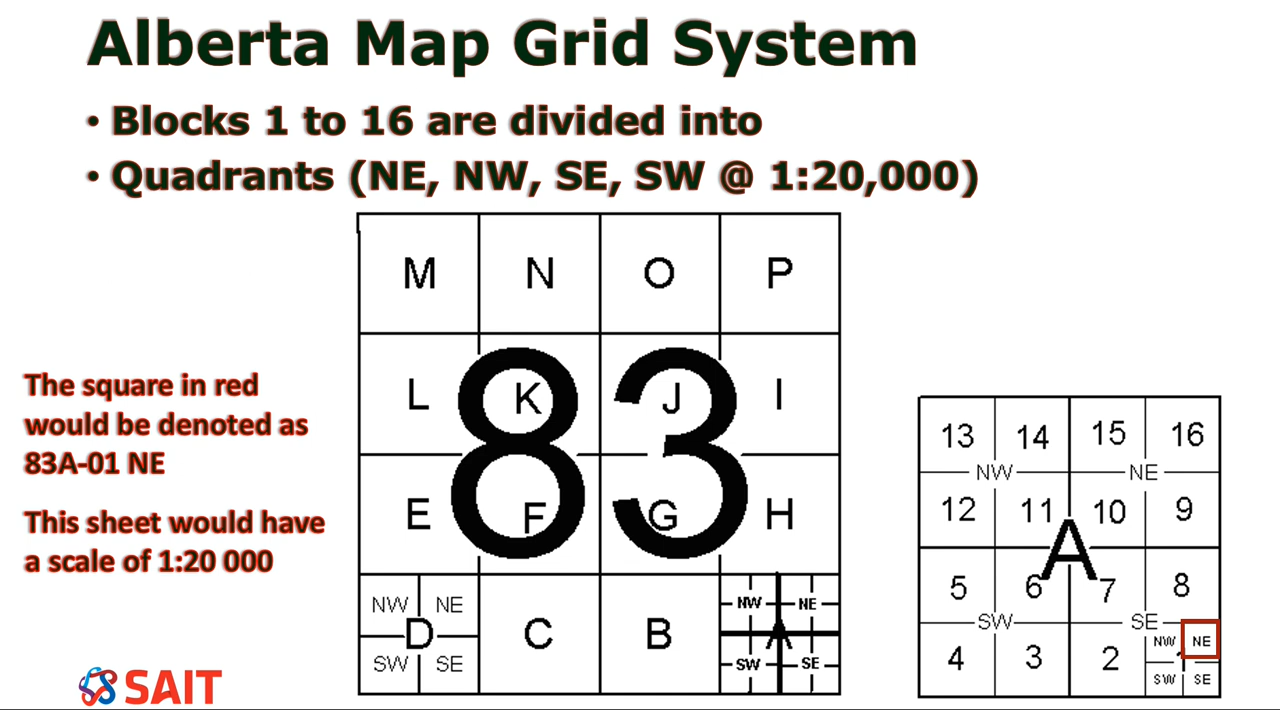 Alberta Map Grid System
• Blocks 1 to 16 are divided into
• Quadrants (NE, NW, SE, SW @ 1:20,000)
The square in red
would be denoted as
83A-01 NE
This sheet would have
a scale of 1:20 000
M N O P
L K J I
83
E F G H
NW NE
D C B A
SW SE
NW NE
SW SE
13 14 15 16
NW NE
12 11 10 9
A
5 6 7 8
SW SE
4 3 2
NW NE
SW SE
SAIT